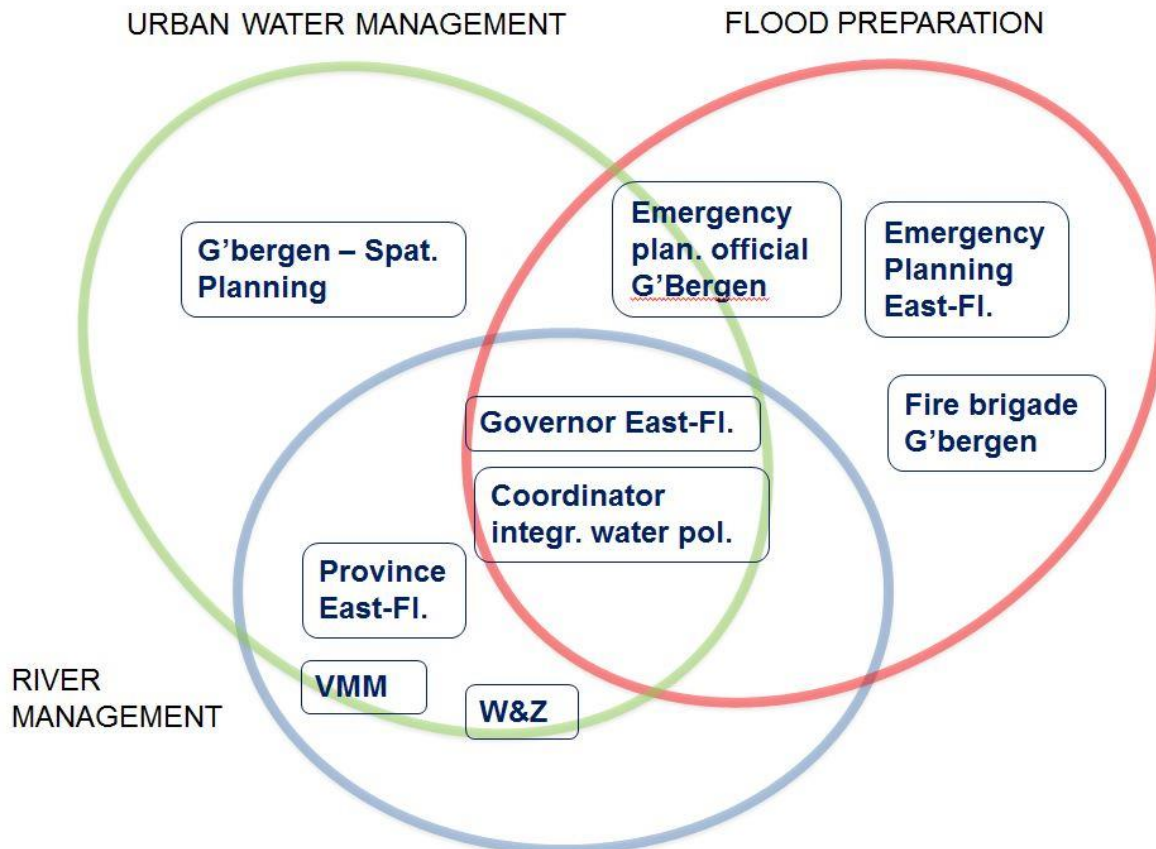 URBAN WATER MANAGEMENT
FLOOD PREPARATION
G’bergen – Spat.
Planning
Emergency
plan. official
G’Bergen
Emergency
Planning
East-Fl.
Fire brigade
G’bergen
Governor East-Fl.
Coordinator
integr. water pol.
Province
East-Fl.
VMM
W&Z
RIVER
MANAGEMENT